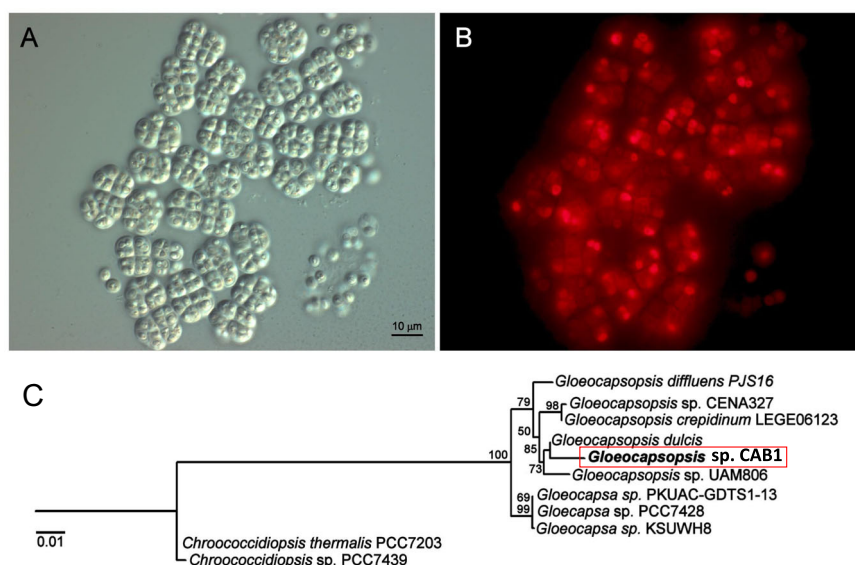 A
B
10 µm
C
79
Gloeocapsopsis diffluens PJS16
98
Gloeocapsopsis sp. CENA327
Gloeocapsopsis crepidinum LEGE06123
50
85
Gloeocapsopsis dulcis
Gloeocapsopsis sp. CAB1
100
73
Gloeocapsopsis sp. UAM806
69
Gloeocapsa sp. PKUAC-GDTS1-13
99
Gloecapsa sp. PCC7428
Gloeocapsa sp. KSUWH8
0.01
Chroococcidiopsis thermalis PCC7203
Chroococcidiopsis sp. PCC7439